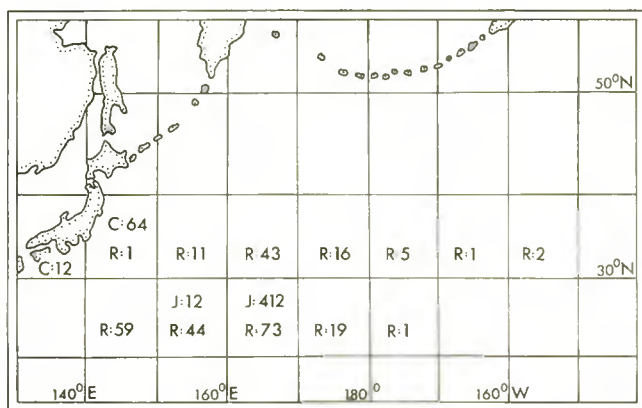 50°N
C:64
C:12 R:1 R:11 R:43 R:16 R:5 R:1 R:2 30°N
J:12 J:412
R:59 R:44 R:73 R:19 R:1
140° E 160° E 180° 160° W